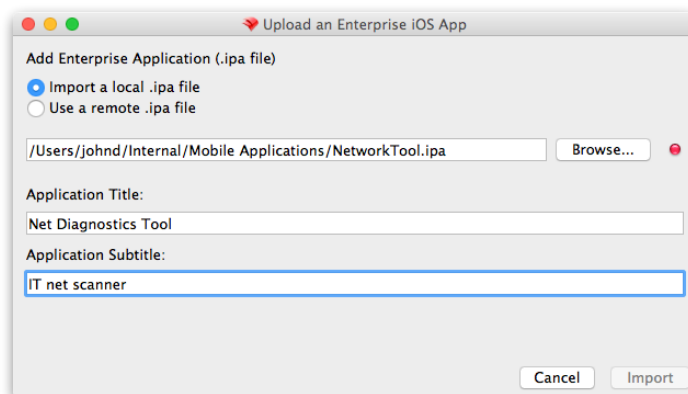 Upload an Enterprise iOS App
Add Enterprise Application (.ipa file)
Import a local .ipa file
Use a remote .ipa file
/Users/johnd/Internal/Mobile Applications/NetworkTool.ipa
Browse...
Application Title:
Net Diagnostics Tool
Application Subtitle:
IT net scanner
Cancel
Import